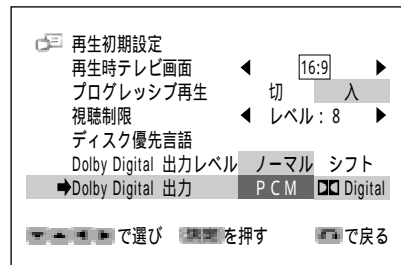 再生初期設定
再生時テレビ画面 ◀ 16:9 ▶
プログレッシブ再生 切 入
視聴制限 ◀ レベル：8 ▶
ディスク優先言語
Dolby Digital 出力レベル ノーマル シフト
➡Dolby Digital 出力 PCM Digital
で選び を押す で戻る